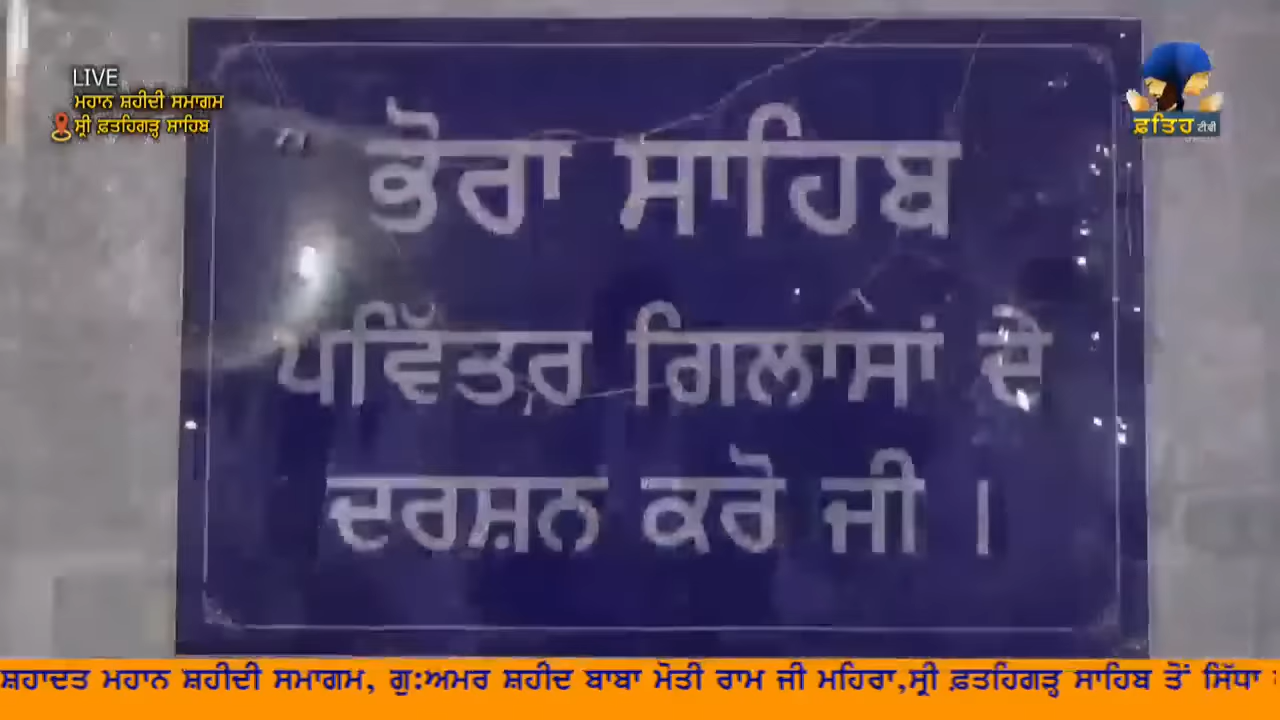 LIVE
ਮਹਾਨ ਸ਼ਹੀਦੀ ਸਮਾਗਮ
ਸ੍ਰੀ ਫ਼ਤਹਿਗੜ੍ਹ ਸਾਹਿਬ
ਫ਼ਤਿਹ ਟੀਵੀ
ਭੋਰਾ ਸਾਹਿਬ
ਪਵਿੱਤਰ ਗਿਲਾਸਾਂ ਦੇ
ਦਰਸ਼ਨ ਕਰੋ ਜੀ ।
ਸ਼ਹਾਦਤ ਮਹਾਨ ਸ਼ਹੀਦੀ ਸਮਾਗਮ, ਗੁ:ਅਮਰ ਸ਼ਹੀਦ ਬਾਬਾ ਮੋਤੀ ਰਾਮ ਜੀ ਮਹਿਰਾ,ਸ੍ਰੀ ਫ਼ਤਹਿਗੜ੍ਹ ਸਾਹਿਬ ਤੋਂ ਸਿੱਧਾ